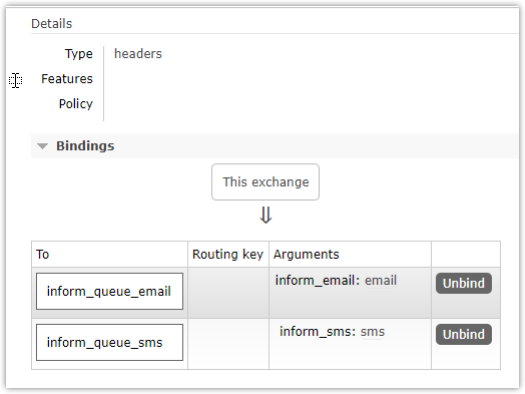 Details
Type headers
Features
Policy
Bindings
This exchange
To Routing key Arguments
inform_queue_email inform_email: email Unbind
inform_queue_sms inform_sms: sms Unbind